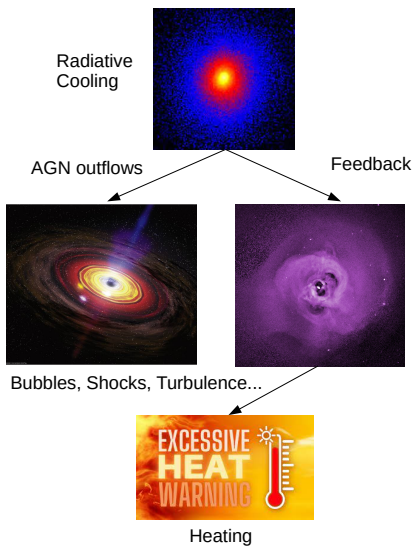 Radiative
Cooling
AGN outflows
Feedback
Bubbles, Shocks, Turbulence...
EXCESSIVE
HEAT
WARNING
Heating